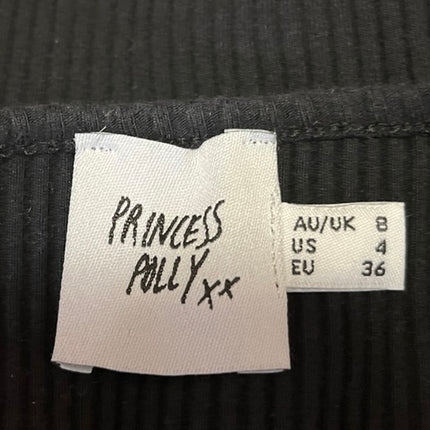 PRINCESS
POLLY xx
AU/UK 8
US 4
EU 36